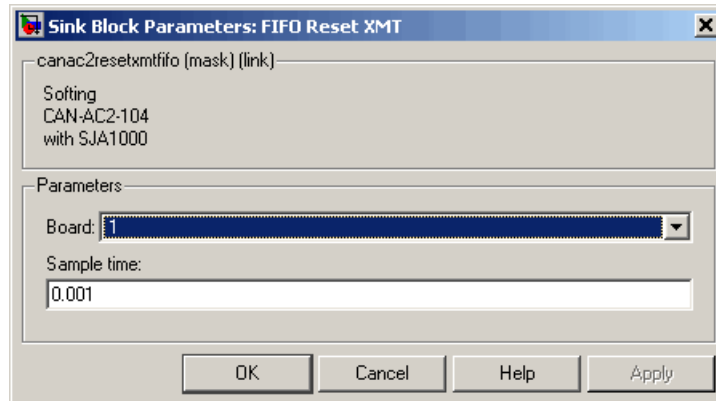 Sink Block Parameters: FIFO Reset XMT
canac2resetxmtfifo (mask) (link)
Softing
CAN-AC2-104
with SJA1000
Parameters
Board: 1
Sample time:
0.001
OK Cancel Help Apply